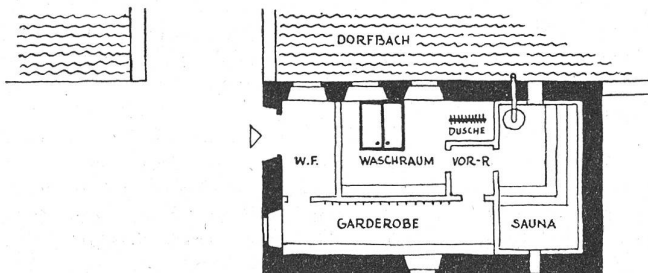 DORFBACH
DUSCHE
W.F.
WASCHRAUM
VOR-R
GARDEROBE
SAUNA